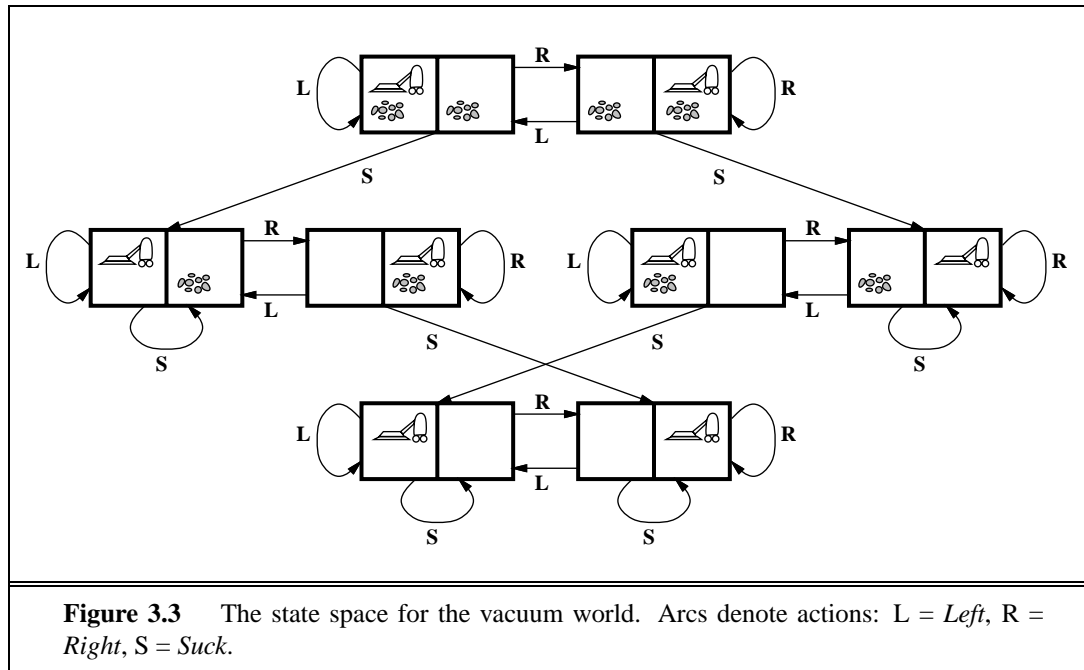 R
L R
L
S S
R R
L R L R
L L
S S S S
R
L R
L
S S
Figure 3.3 The state space for the vacuum world. Arcs denote actions: L = Left, R =
Right, S = Suck.